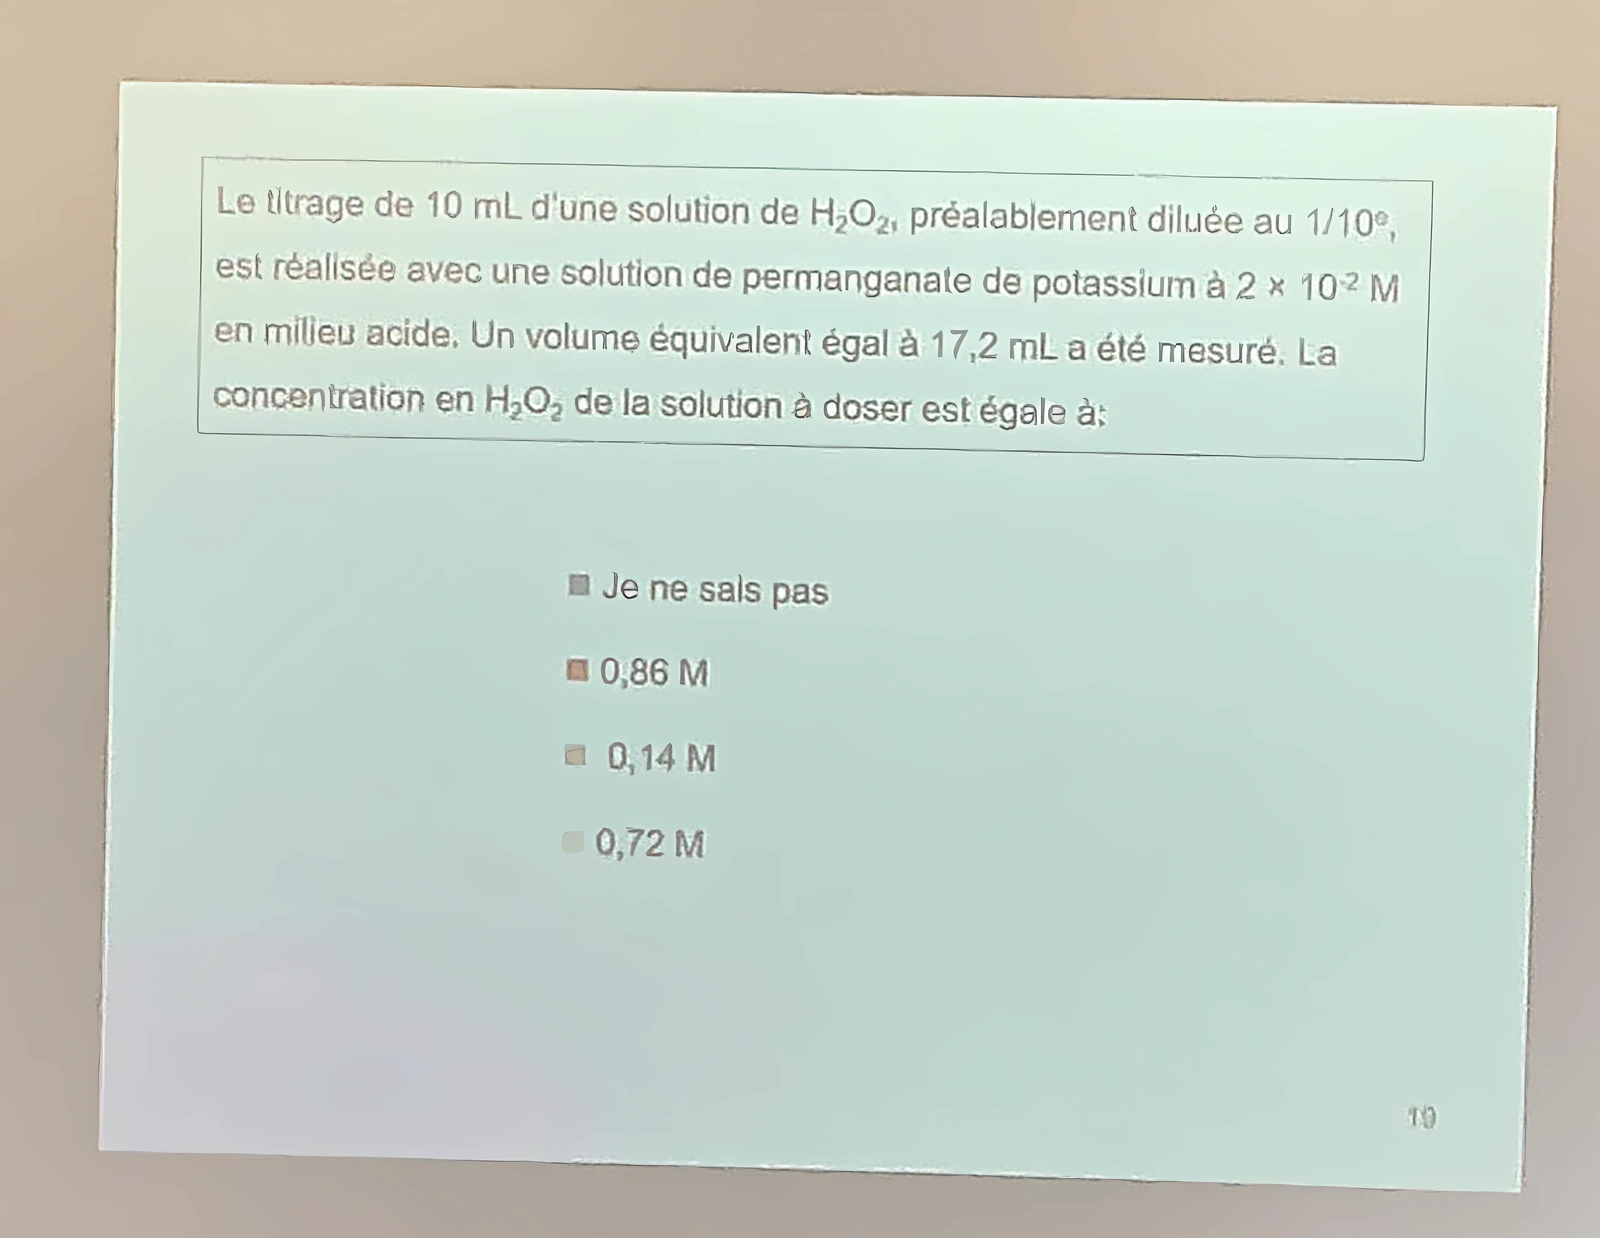 Le titrage de 10 mL d'une solution de H₂O₂, préalablement diluée au 1/10ᵉ,
est réalisée avec une solution de permanganate de potassium à 2 × 10⁻² M
en milieu acide. Un volume équivalent égal à 17,2 mL a été mesuré. La
concentration en H₂O₂ de la solution à doser est égale à:
Je ne sais pas
0,86 M
0,14 M
0,72 M
10